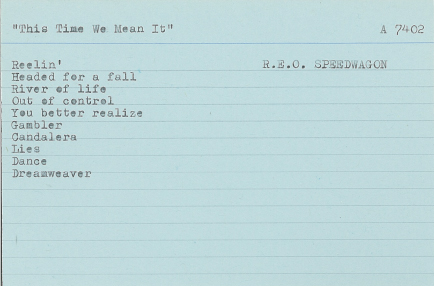 "This Time We Mean It" A 7402
Reelin' R.E.O. SPEEDWAGON
Headed for a fall
River of life
Out of control
You better realize
Gambler
Candalera
Lies
Dance
Dreamweaver